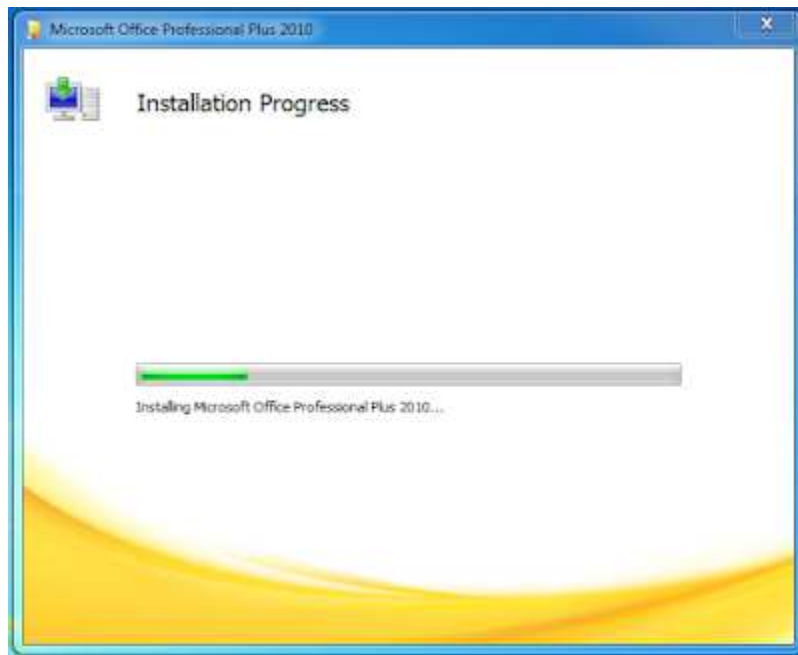 Microsoft Office Professional Plus 2010
Installation Progress
Installing Microsoft Office Professional Plus 2010...